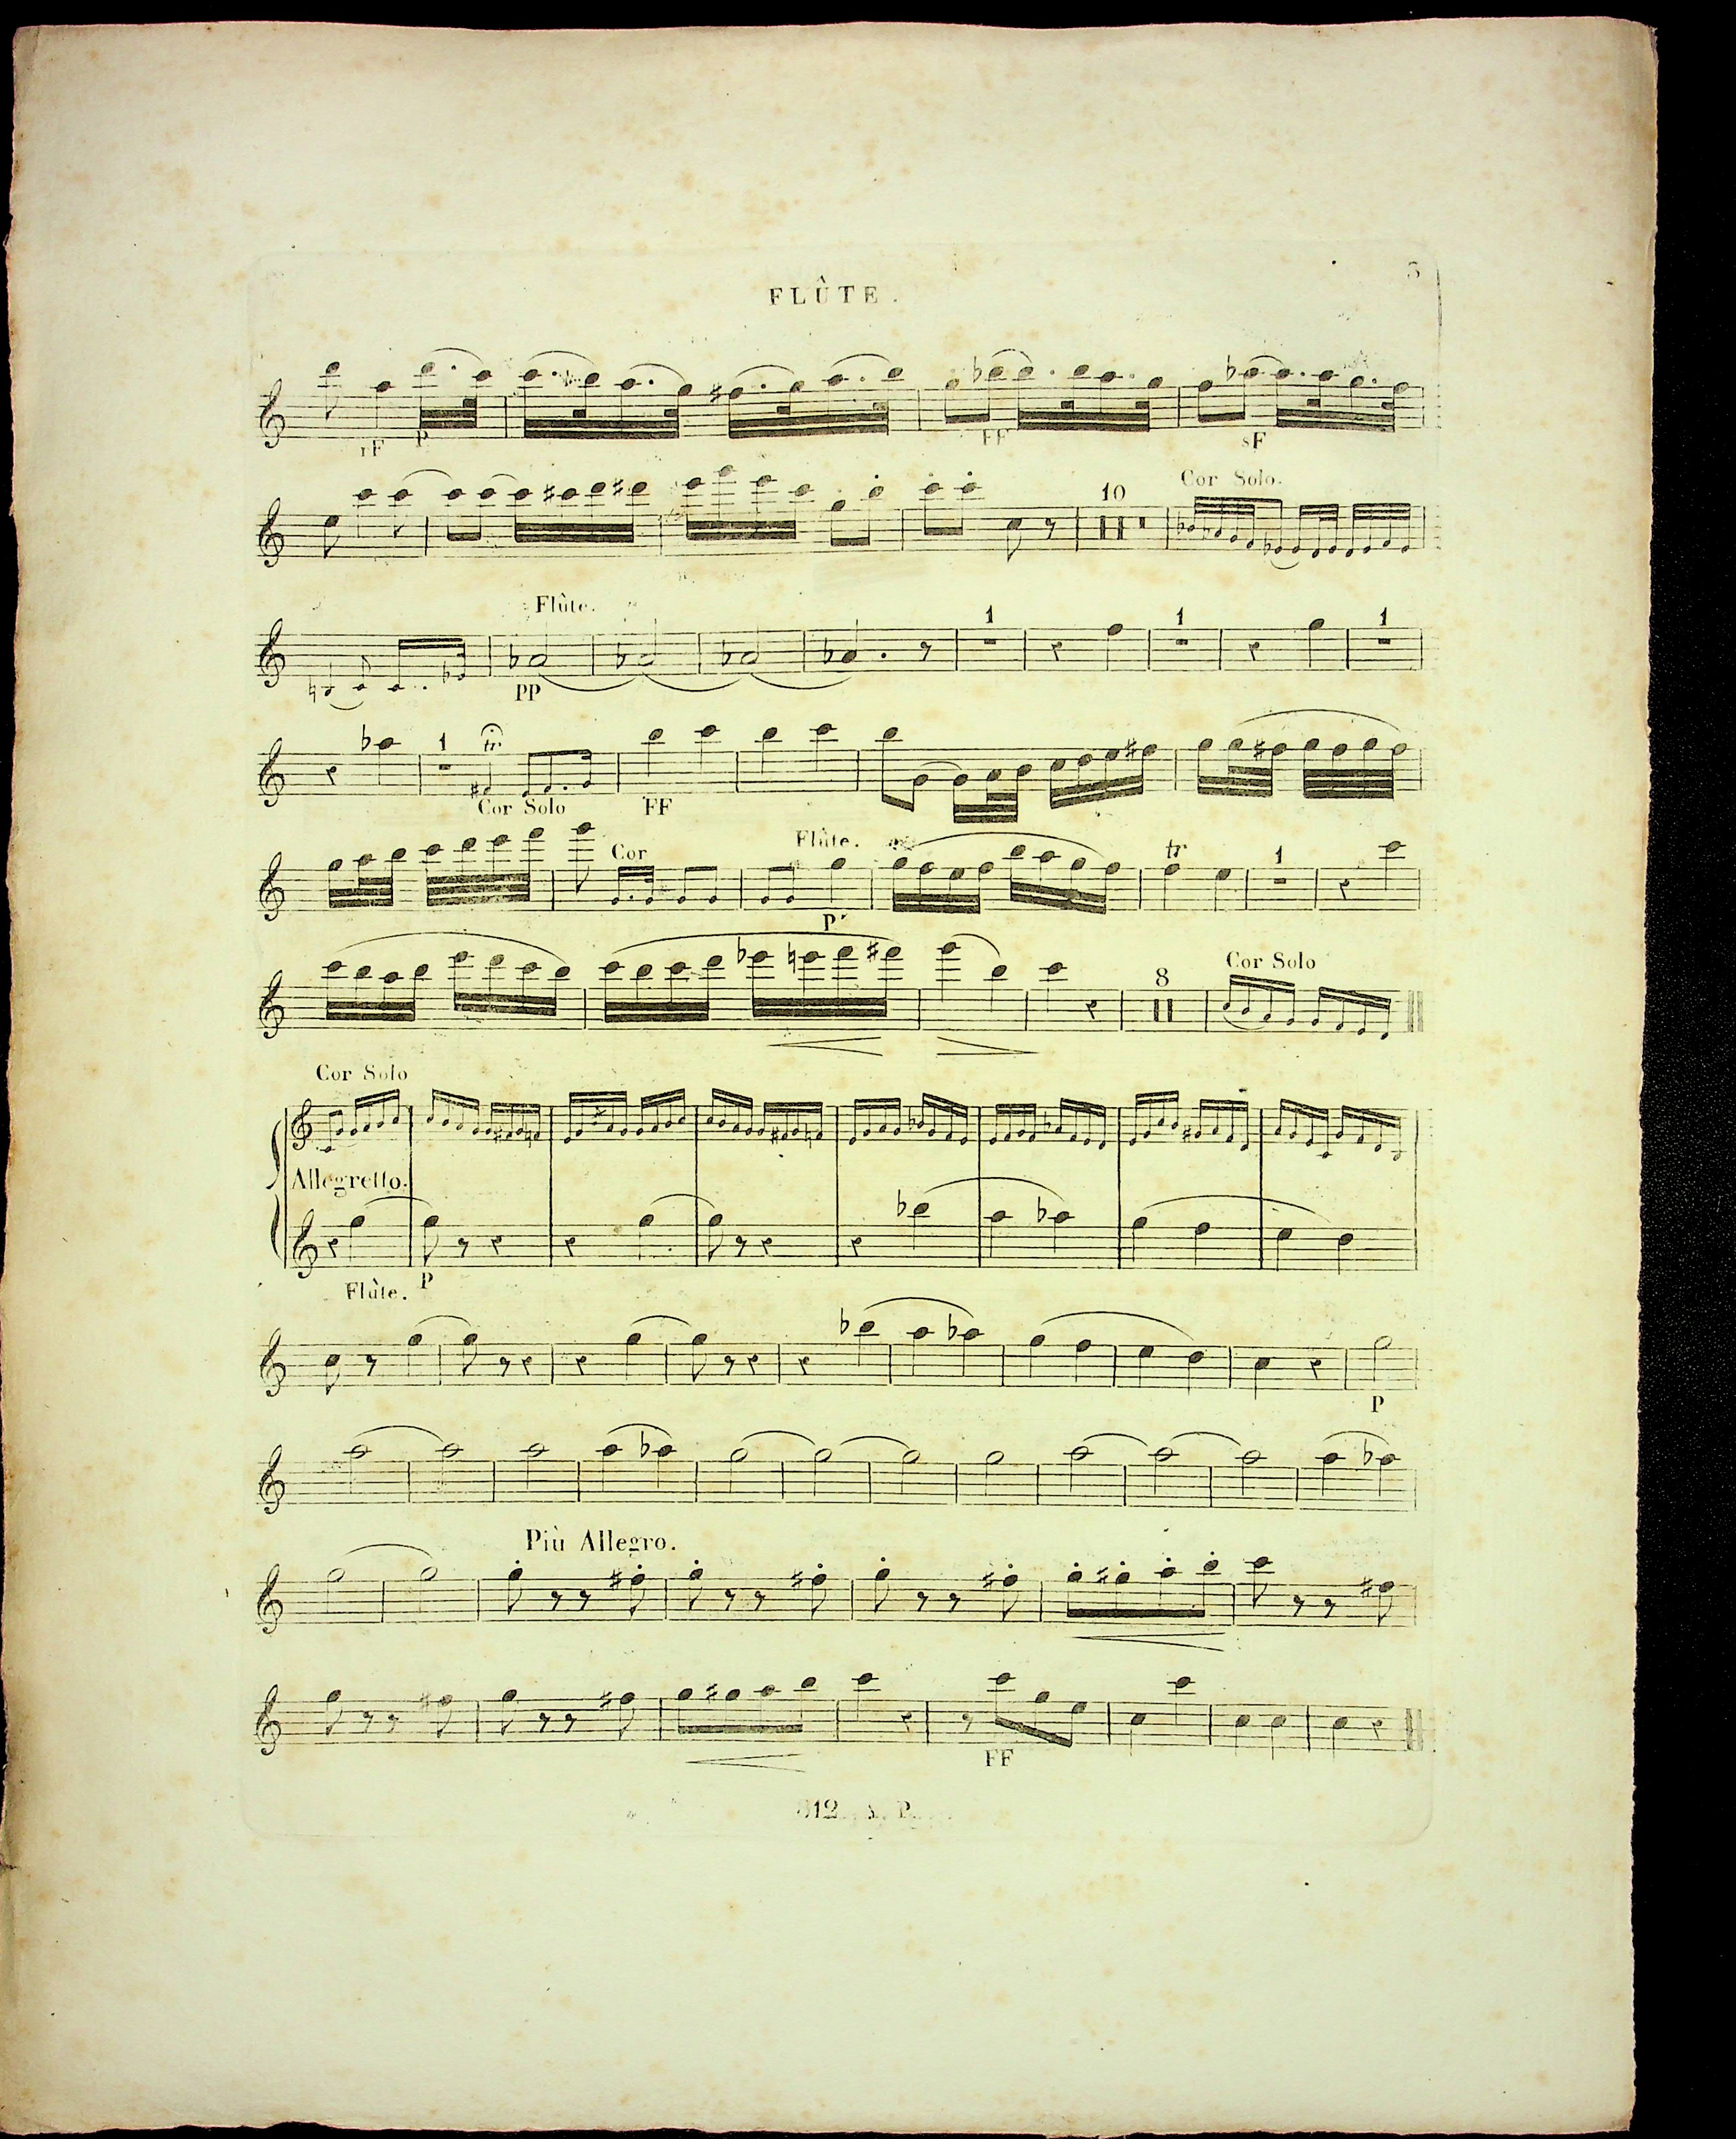 3
FLÛTE.
rF P FF sF
10 Cor Solo.
Flûte.
1 1 1
PP
1 tr
Cor Solo FF
Cor Flûte. tr 1
P
8 Cor Solo
Cor Solo
Allegretto.
Flûte. P
P
Più Allegro.
FF
312. A. P.